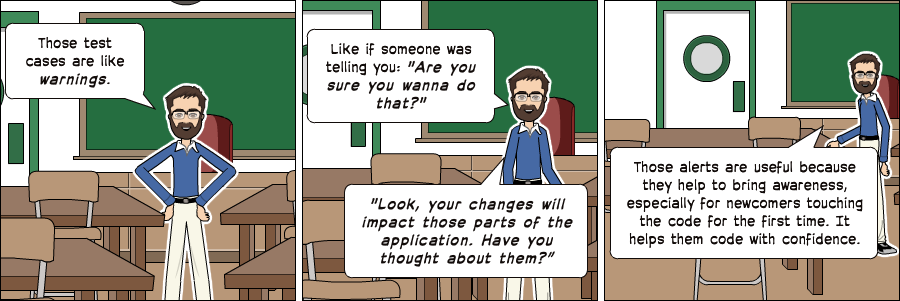 Those test
cases are like
warnings.
Like if someone was
telling you: "Are you
sure you wanna do
that?"
"Look, your changes will
impact those parts of the
application. Have you
thought about them?"
Those alerts are useful because
they help to bring awareness,
especially for newcomers touching
the code for the first time. It
helps them code with confidence.